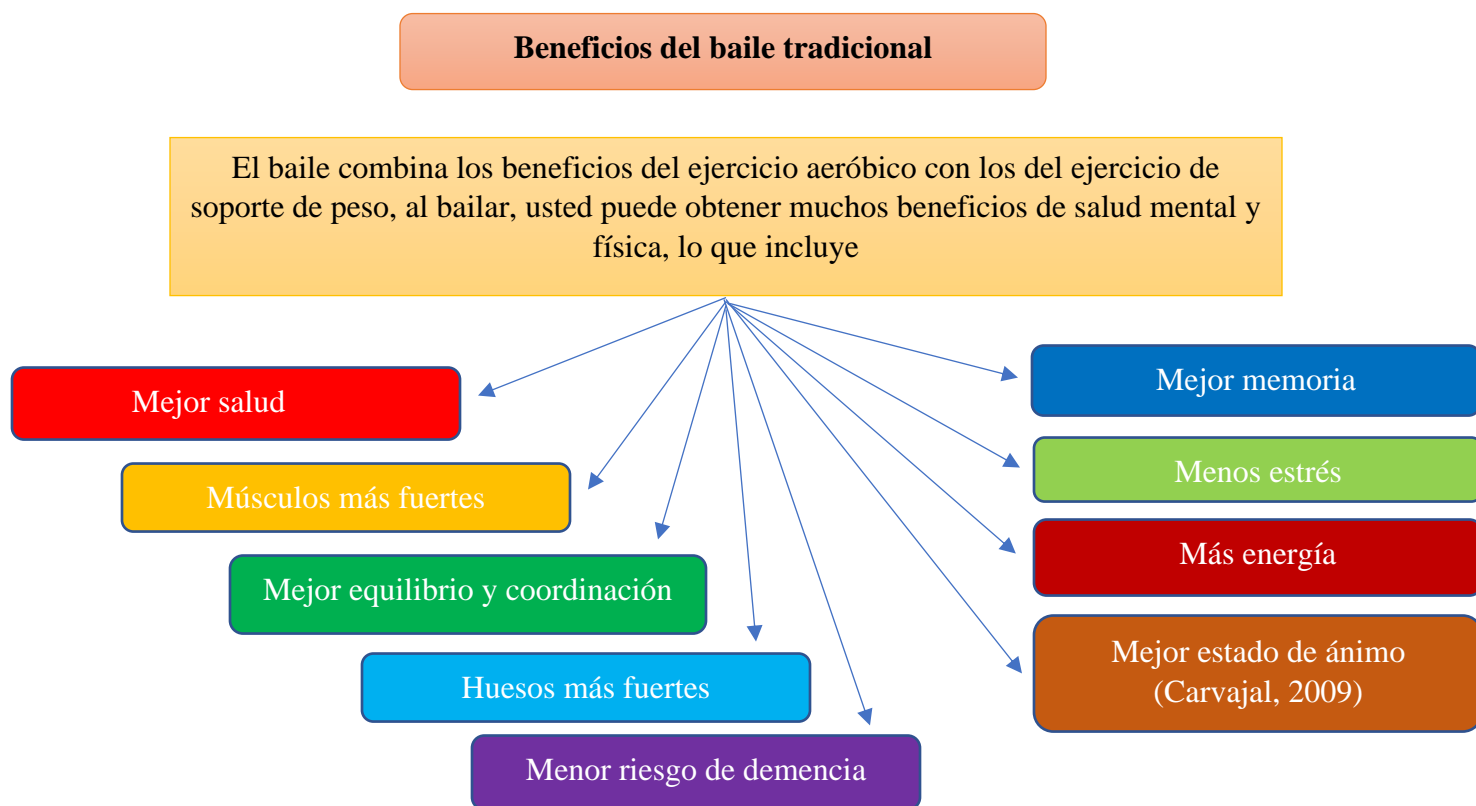 Beneficios del baile tradicional
El baile combina los beneficios del ejercicio aeróbico con los del ejercicio de
soporte de peso, al bailar, usted puede obtener muchos beneficios de salud mental y
física, lo que incluye
Mejor salud
Músculos más fuertes
Mejor equilibrio y coordinación
Huesos más fuertes
Menor riesgo de demencia
Mejor memoria
Menos estrés
Más energía
Mejor estado de ánimo
(Carvajal, 2009)